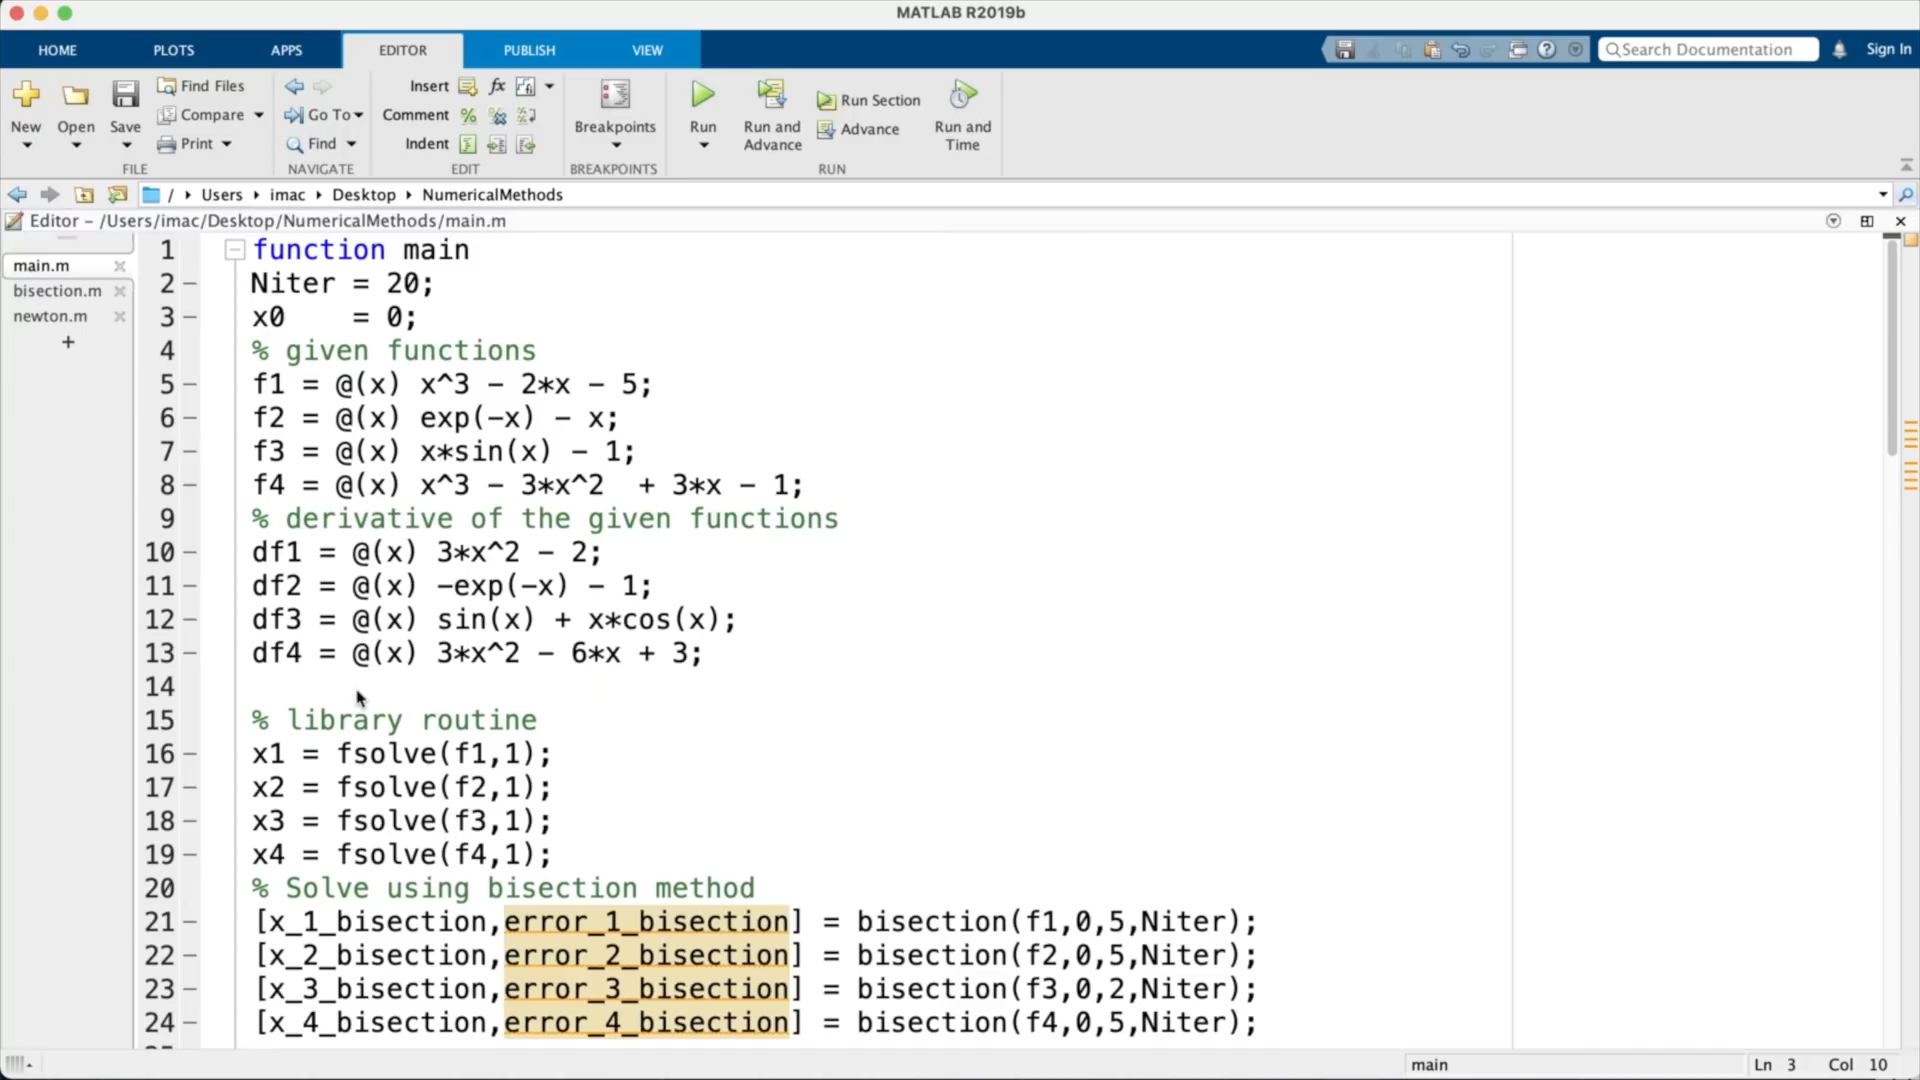 MATLAB R2019b
HOME PLOTS APPS EDITOR PUBLISH VIEW Search Documentation Sign In
New Open Save Find Files Compare Print FILE
Go To Find NAVIGATE
Insert fx Comment % Indent EDIT
Breakpoints BREAKPOINTS
Run Run and Advance Run Section Advance Run and Time RUN
/ Users imac Desktop NumericalMethods
Editor – /Users/imac/Desktop/NumericalMethods/main.m
main.m
bisection.m
newton.m
+
1 function main
2 – Niter = 20;
3 – x0    = 0;
4 % given functions
5 – f1 = @(x) x^3 – 2*x – 5;
6 – f2 = @(x) exp(–x) – x;
7 – f3 = @(x) x*sin(x) – 1;
8 – f4 = @(x) x^3 – 3*x^2  + 3*x – 1;
9 % derivative of the given functions
10 – df1 = @(x) 3*x^2 – 2;
11 – df2 = @(x) –exp(–x) – 1;
12 – df3 = @(x) sin(x) + x*cos(x);
13 – df4 = @(x) 3*x^2 – 6*x + 3;
14
15 % library routine
16 – x1 = fsolve(f1,1);
17 – x2 = fsolve(f2,1);
18 – x3 = fsolve(f3,1);
19 – x4 = fsolve(f4,1);
20 % Solve using bisection method
21 – [x_1_bisection,error_1_bisection] = bisection(f1,0,5,Niter);
22 – [x_2_bisection,error_2_bisection] = bisection(f2,0,5,Niter);
23 – [x_3_bisection,error_3_bisection] = bisection(f3,0,2,Niter);
24 – [x_4_bisection,error_4_bisection] = bisection(f4,0,5,Niter);
main Ln 3 Col 10